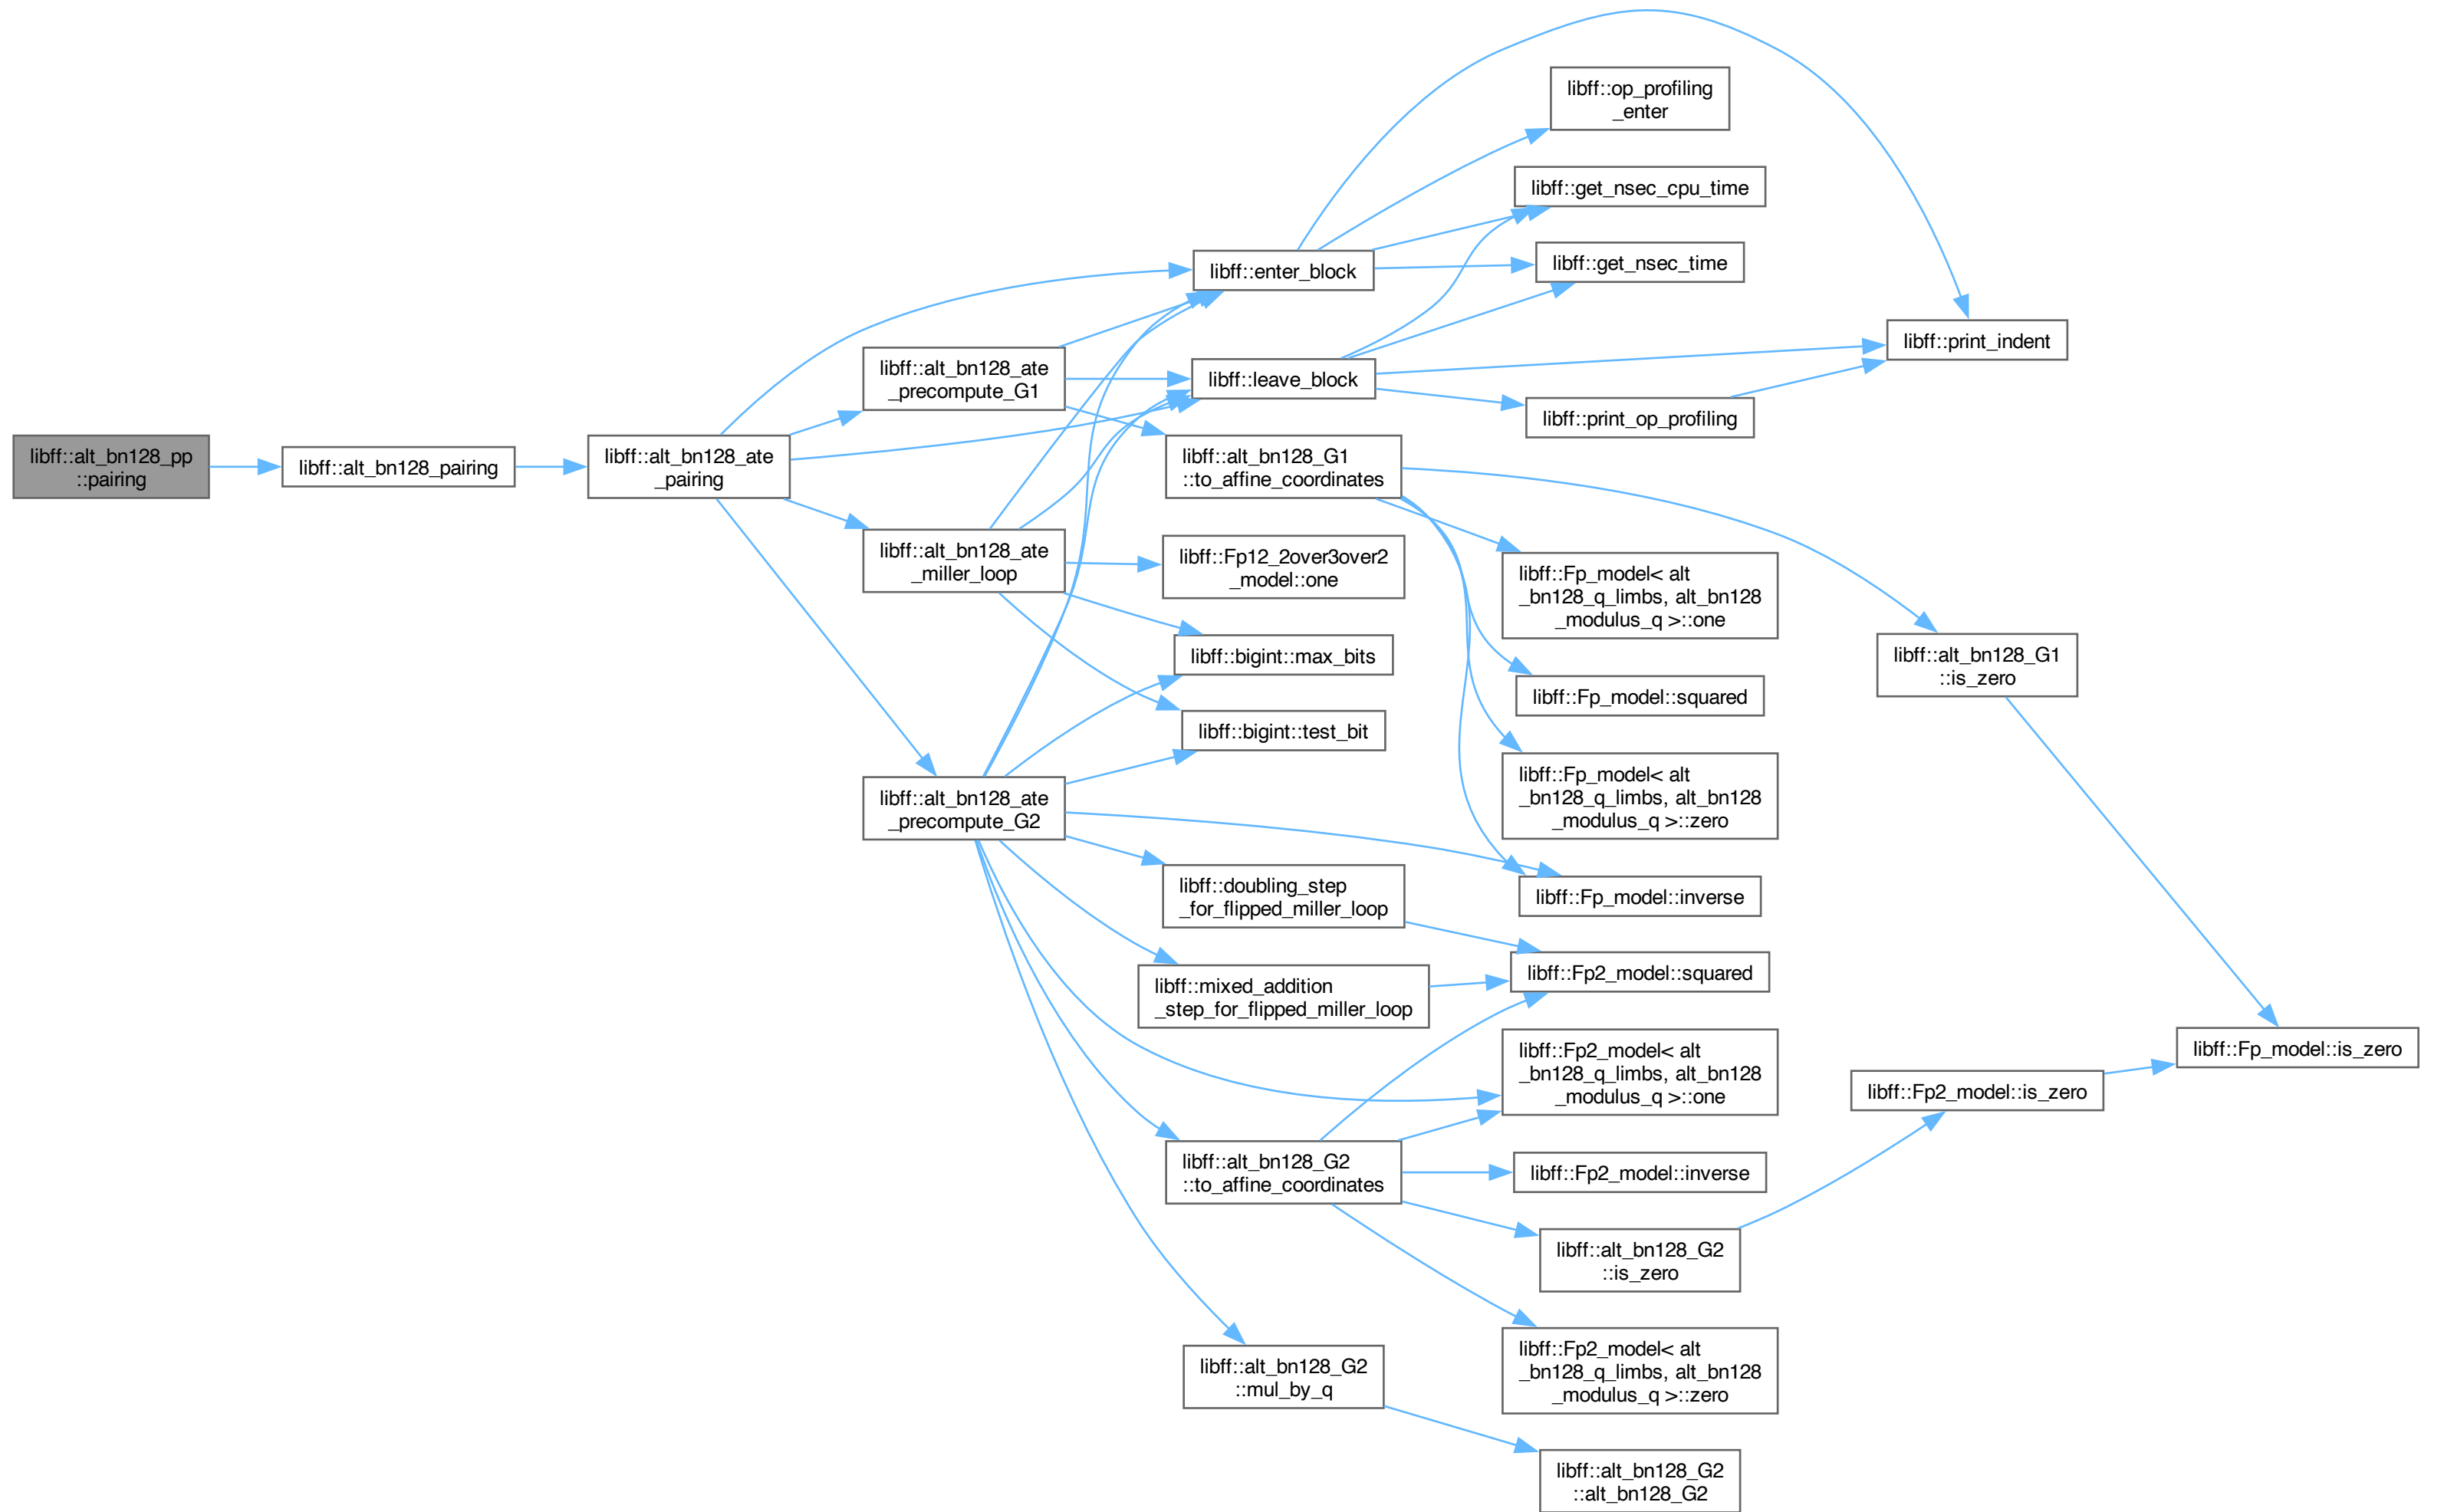 libff::alt_bn128_pp
::pairing
libff::alt_bn128_pairing
libff::alt_bn128_ate
_pairing
libff::alt_bn128_ate
_precompute_G1
libff::alt_bn128_ate
_miller_loop
libff::alt_bn128_ate
_precompute_G2
libff::enter_block
libff::leave_block
libff::alt_bn128_G1
::to_affine_coordinates
libff::Fp12_2over3over2
_model::one
libff::bigint::max_bits
libff::bigint::test_bit
libff::doubling_step
_for_flipped_miller_loop
libff::mixed_addition
_step_for_flipped_miller_loop
libff::alt_bn128_G2
::to_affine_coordinates
libff::alt_bn128_G2
::mul_by_q
libff::op_profiling
_enter
libff::get_nsec_cpu_time
libff::get_nsec_time
libff::print_op_profiling
libff::Fp_model< alt
_bn128_q_limbs, alt_bn128
_modulus_q >::one
libff::Fp_model::squared
libff::Fp_model< alt
_bn128_q_limbs, alt_bn128
_modulus_q >::zero
libff::Fp_model::inverse
libff::Fp2_model::squared
libff::Fp2_model< alt
_bn128_q_limbs, alt_bn128
_modulus_q >::one
libff::Fp2_model::inverse
libff::alt_bn128_G2
::is_zero
libff::Fp2_model< alt
_bn128_q_limbs, alt_bn128
_modulus_q >::zero
libff::alt_bn128_G2
::alt_bn128_G2
libff::print_indent
libff::alt_bn128_G1
::is_zero
libff::Fp2_model::is_zero
libff::Fp_model::is_zero